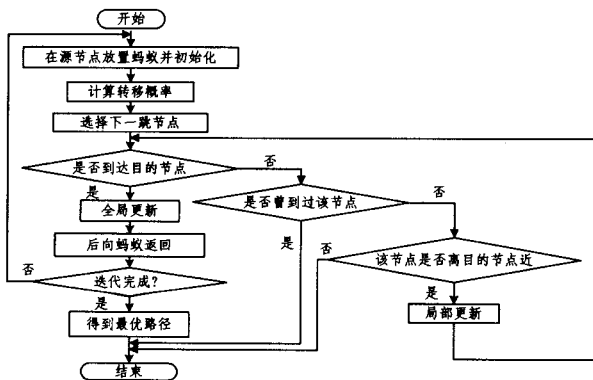 开始
在源节点放置蚂蚁并初始化
计算转移概率
选择下一跳节点
是否到达目的节点
否
是
全局更新
是否曾到过该节点
否
是
后向蚂蚁返回
否
该节点是否离目的节点近
否
迭代完成?
是
是
得到最优路径
局部更新
结束